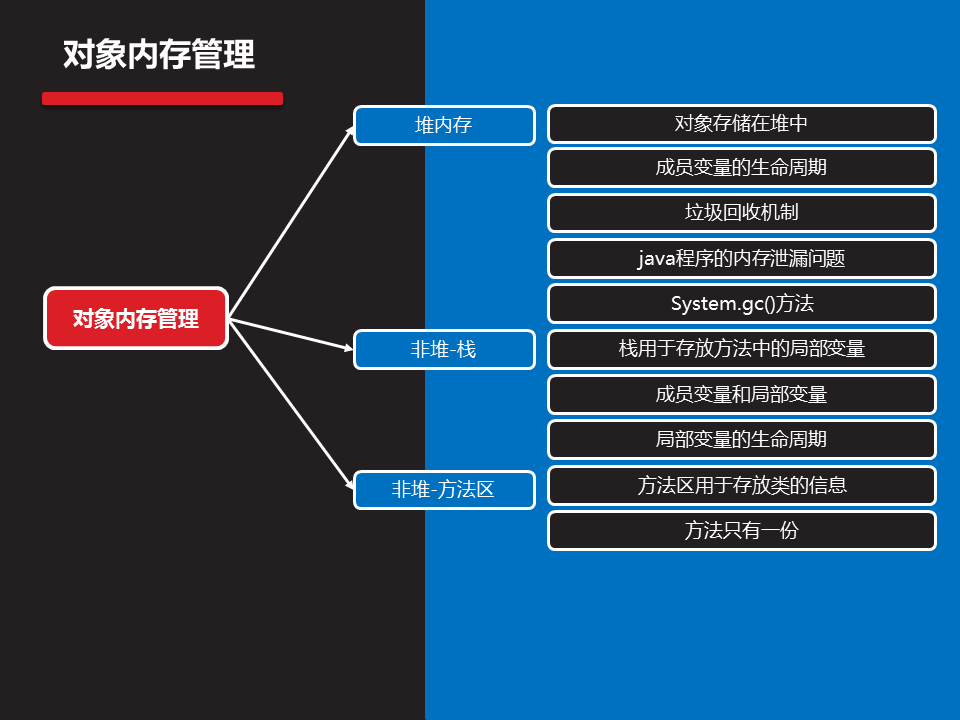 对象内存管理
对象内存管理
堆内存
对象存储在堆中
成员变量的生命周期
垃圾回收机制
java程序的内存泄漏问题
System.gc()方法
非堆-栈
栈用于存放方法中的局部变量
成员变量和局部变量
局部变量的生命周期
非堆-方法区
方法区用于存放类的信息
方法只有一份